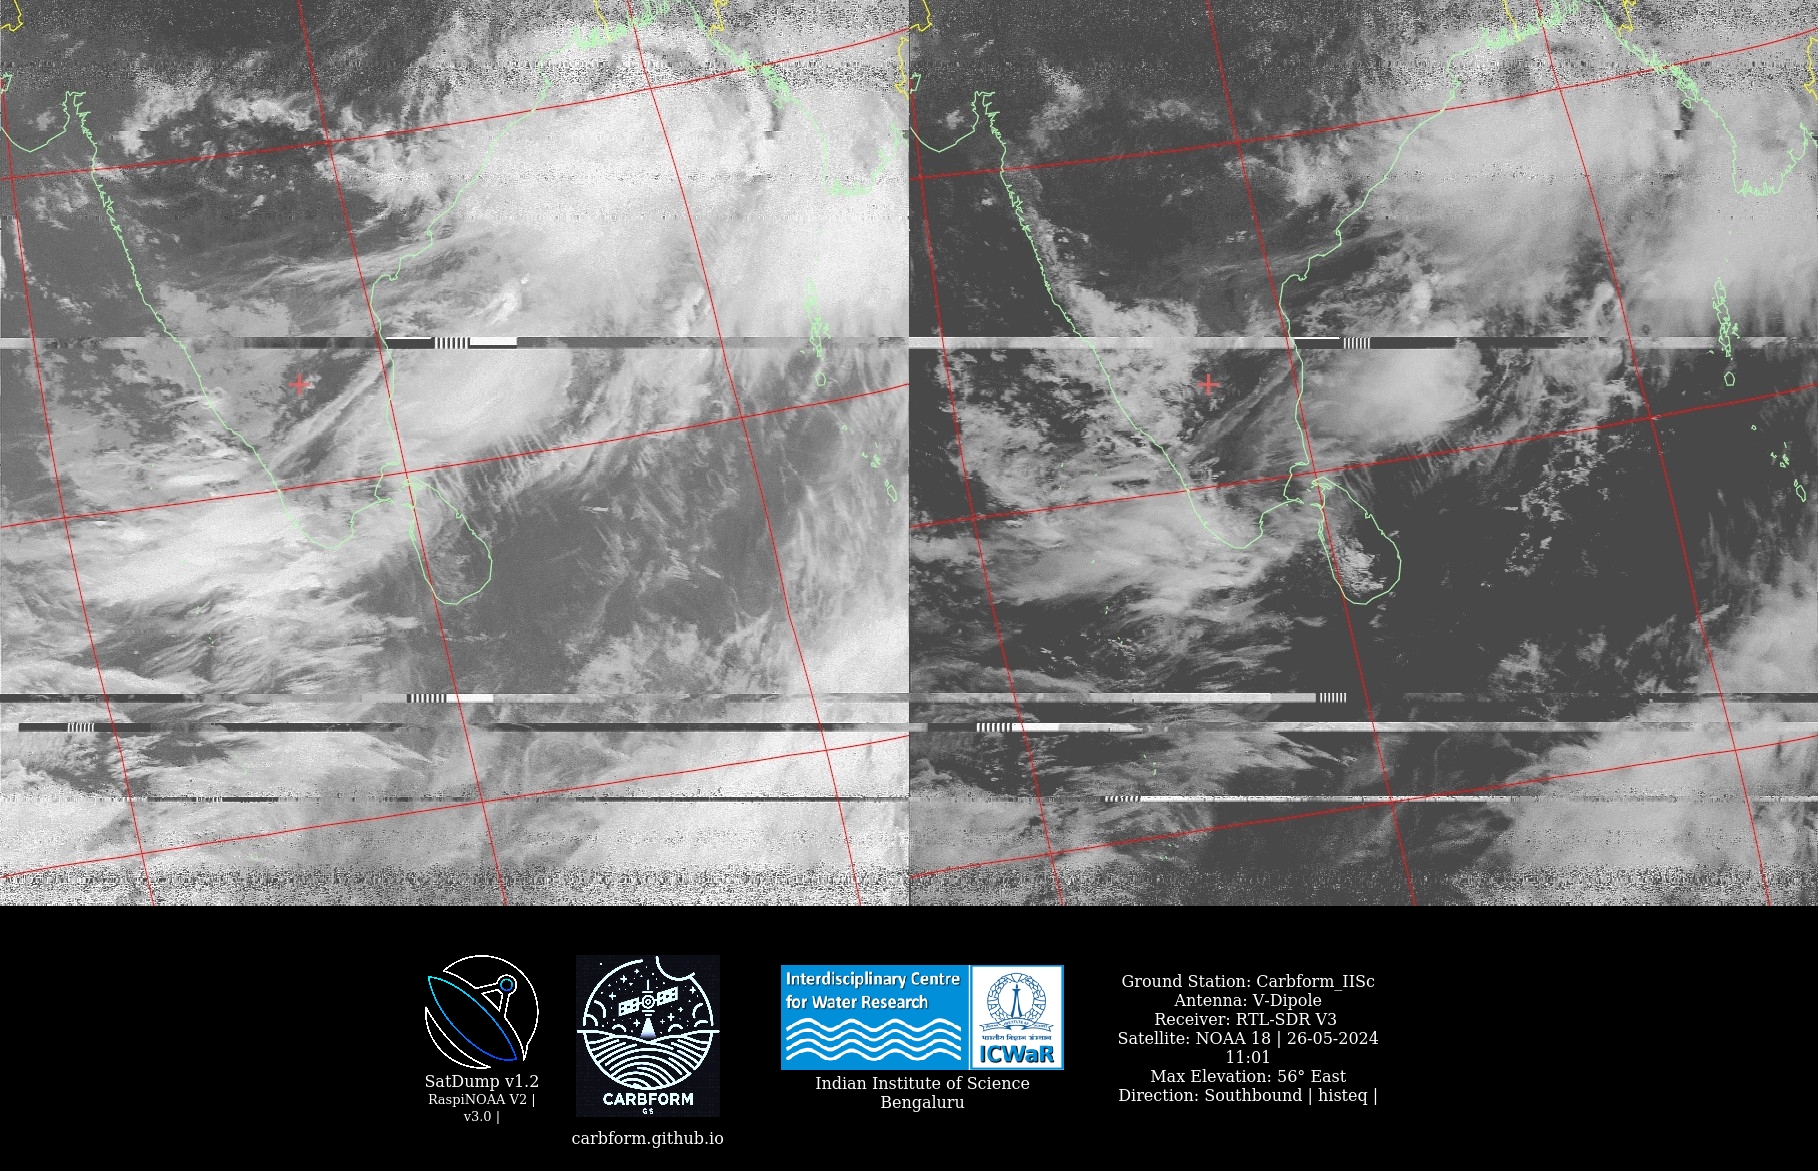 SatDump v1.2
RaspiNOAA V2 |
v3.0 |
CARBFORM
GS
carbform.github.io
Interdisciplinary Centre
for Water Research
ICWaR
Indian Institute of Science
Bengaluru
Ground Station: Carbform_IISc
Antenna: V-Dipole
Receiver: RTL-SDR V3
Satellite: NOAA 18 | 26-05-2024
11:01
Max Elevation: 56° East
Direction: Southbound | histeq |